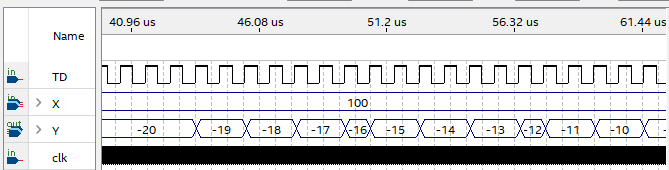 40.96 us 46.08 us 51.2 us 56.32 us 61.44 us
Name
in TD
in X 100
out Y -20 -19 -18 -17 -16 -15 -14 -13 -12 -11 -10
in clk